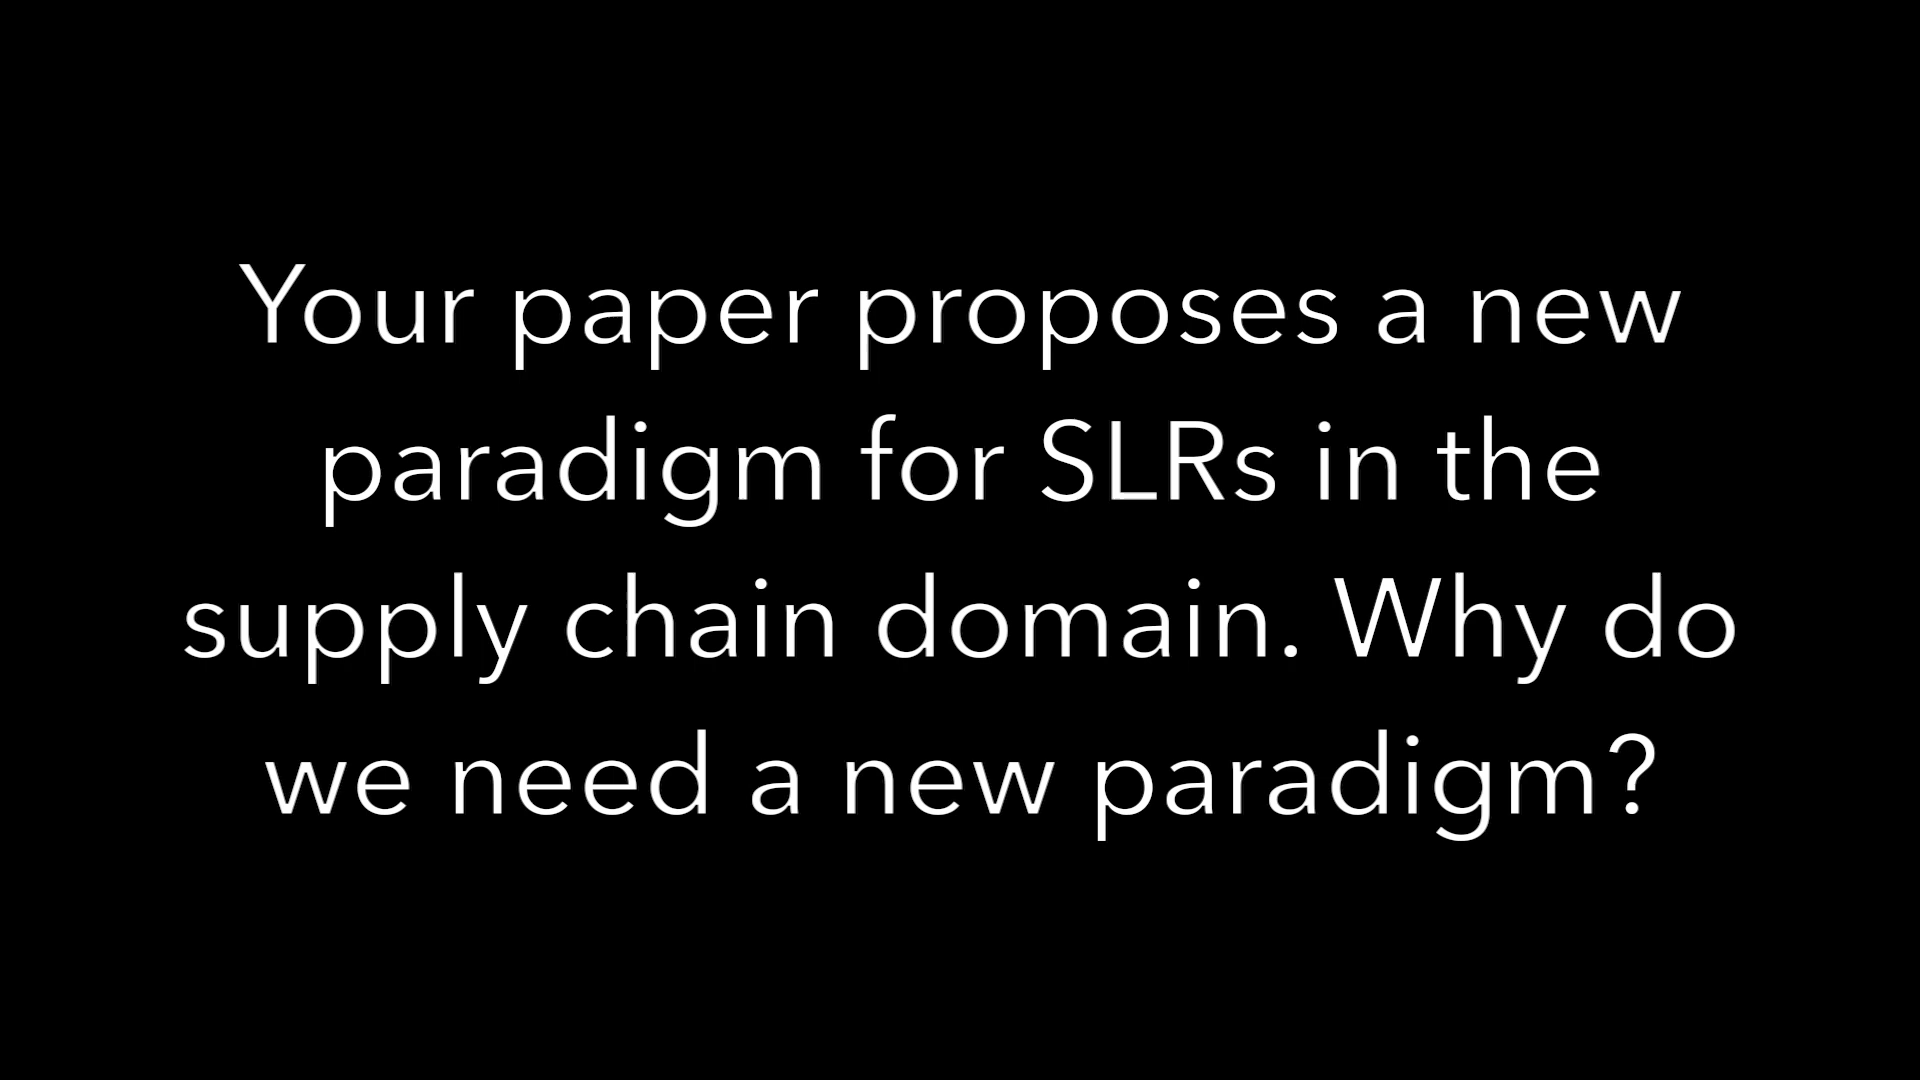 Your paper proposes a new
paradigm for SLRs in the
supply chain domain. Why do
we need a new paradigm?